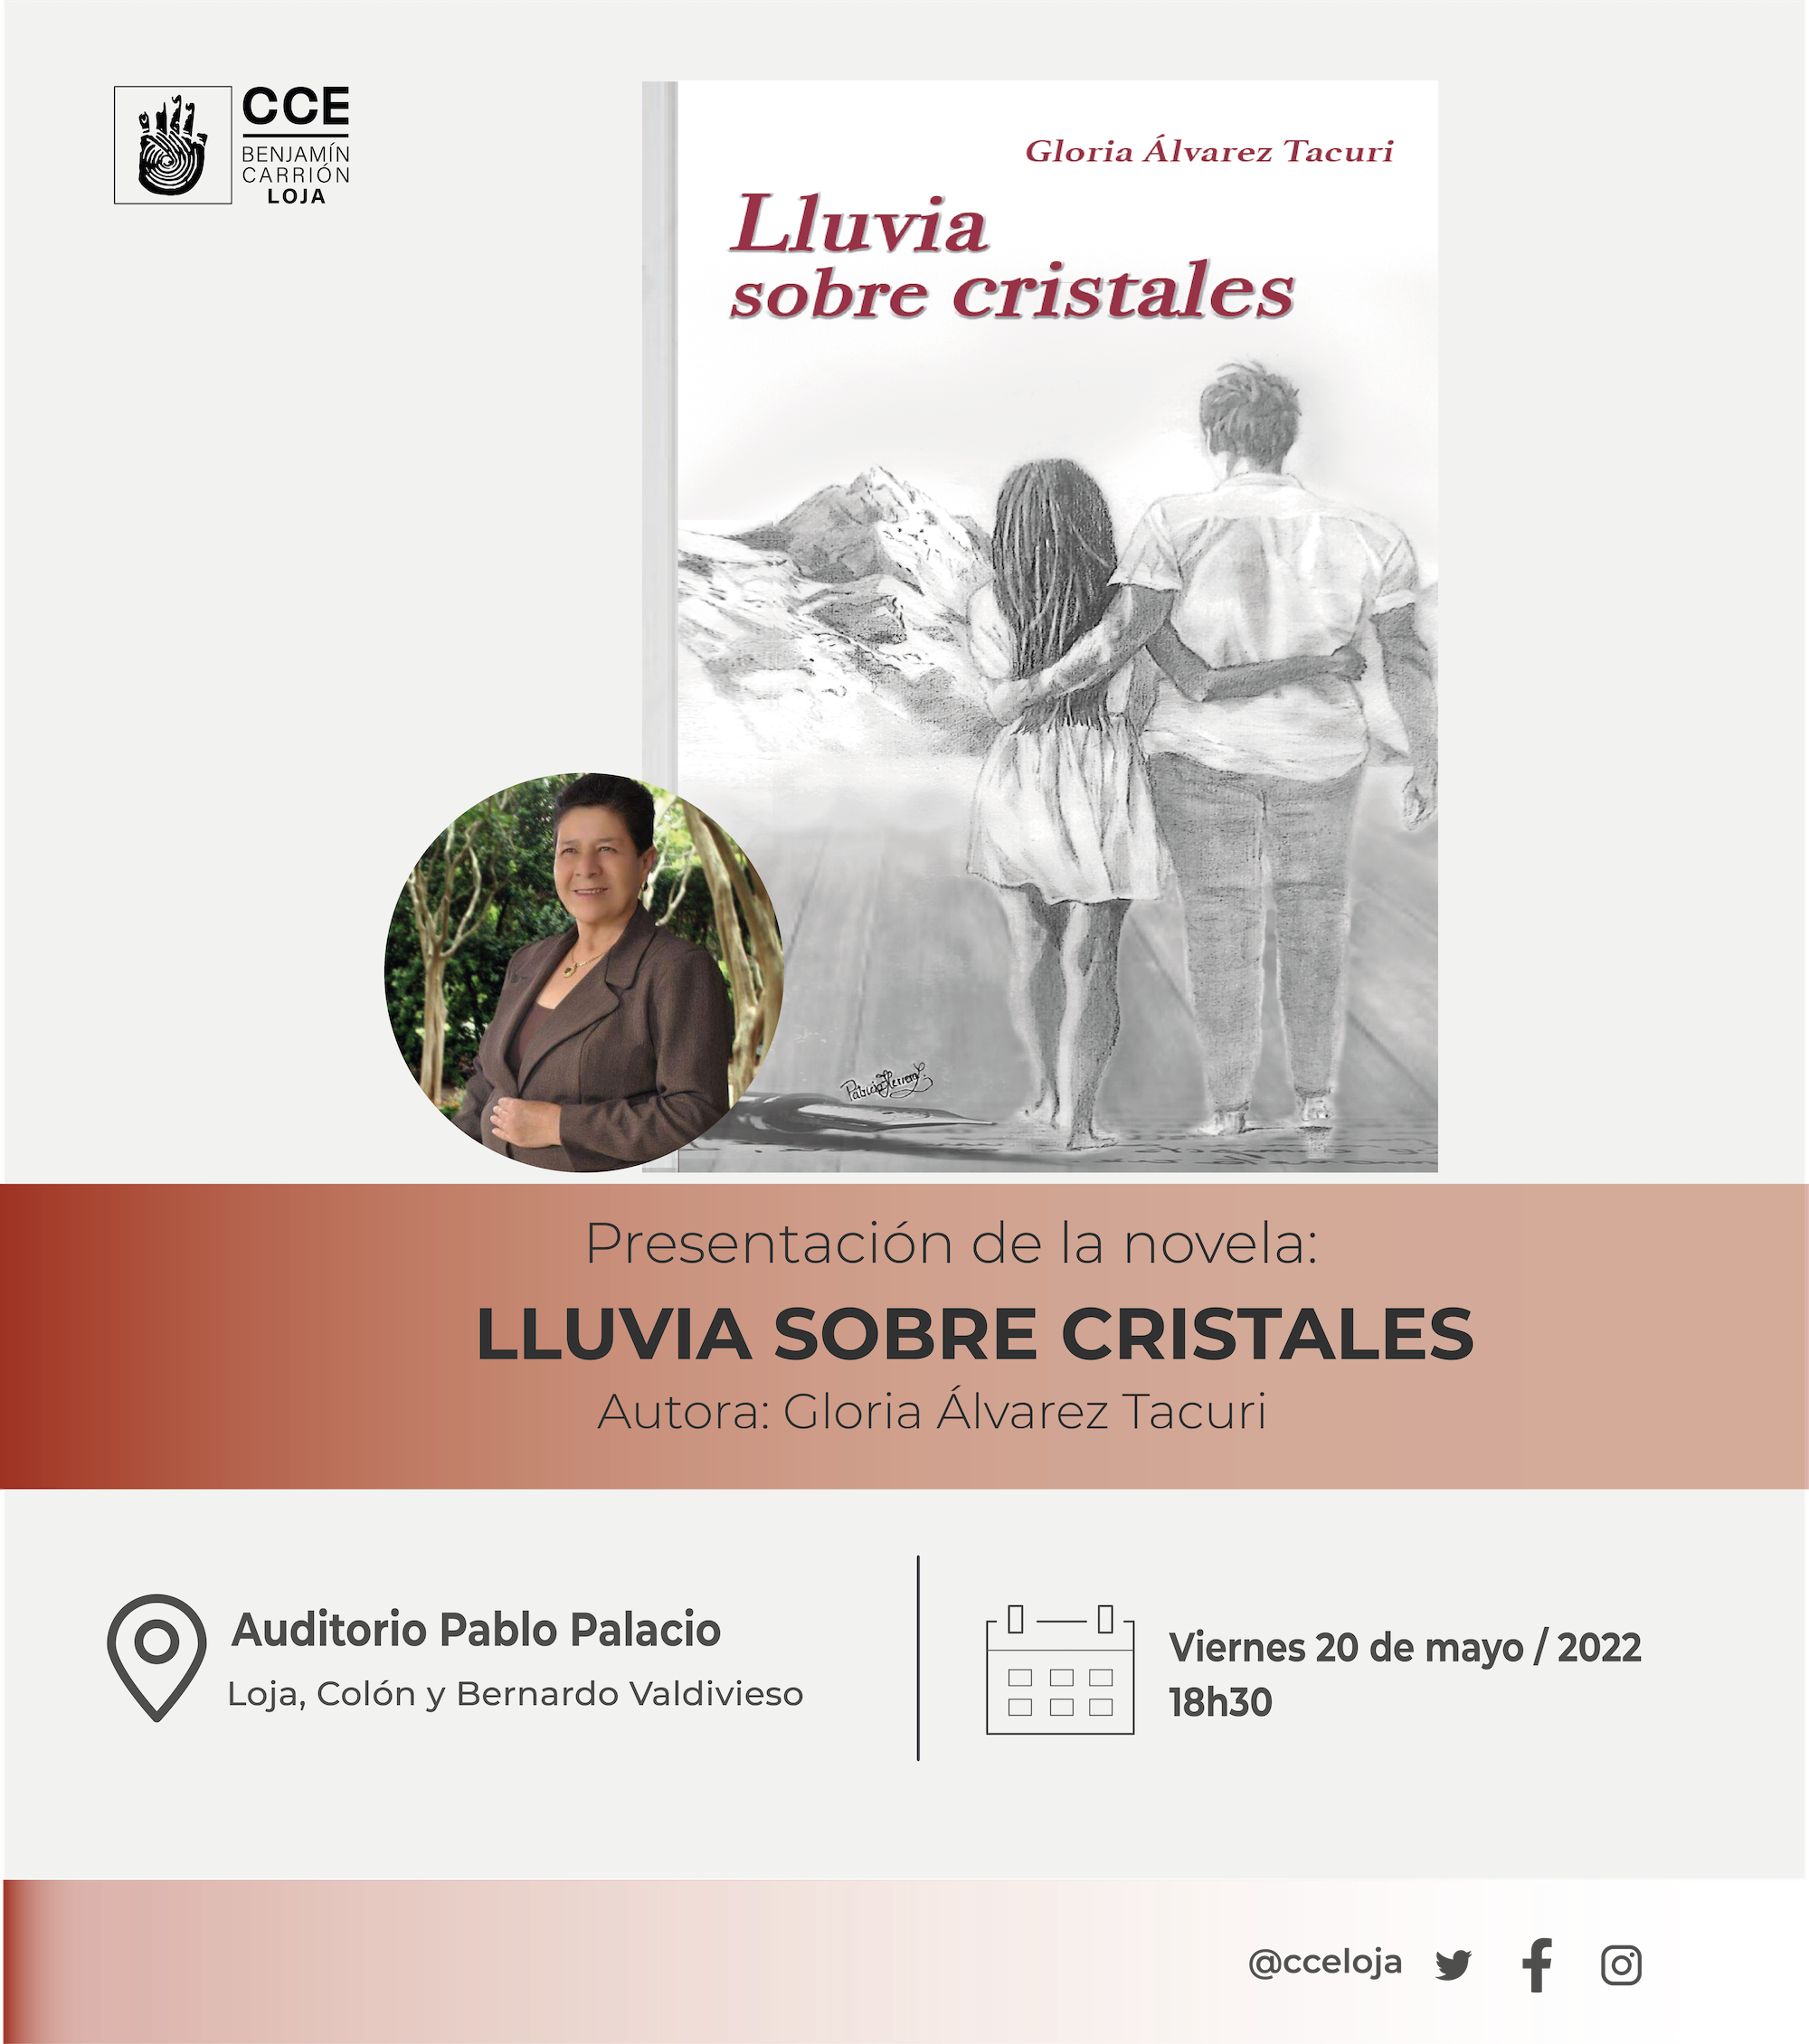 CCE
BENJAMÍN
CARRIÓN
LOJA
Gloria Álvarez Tacuri
Lluvia
sobre cristales
Presentación de la novela:
LLUVIA SOBRE CRISTALES
Autora: Gloria Álvarez Tacuri
Auditorio Pablo Palacio
Loja, Colón y Bernardo Valdivieso
Viernes 20 de mayo / 2022
18h30
@cceloja